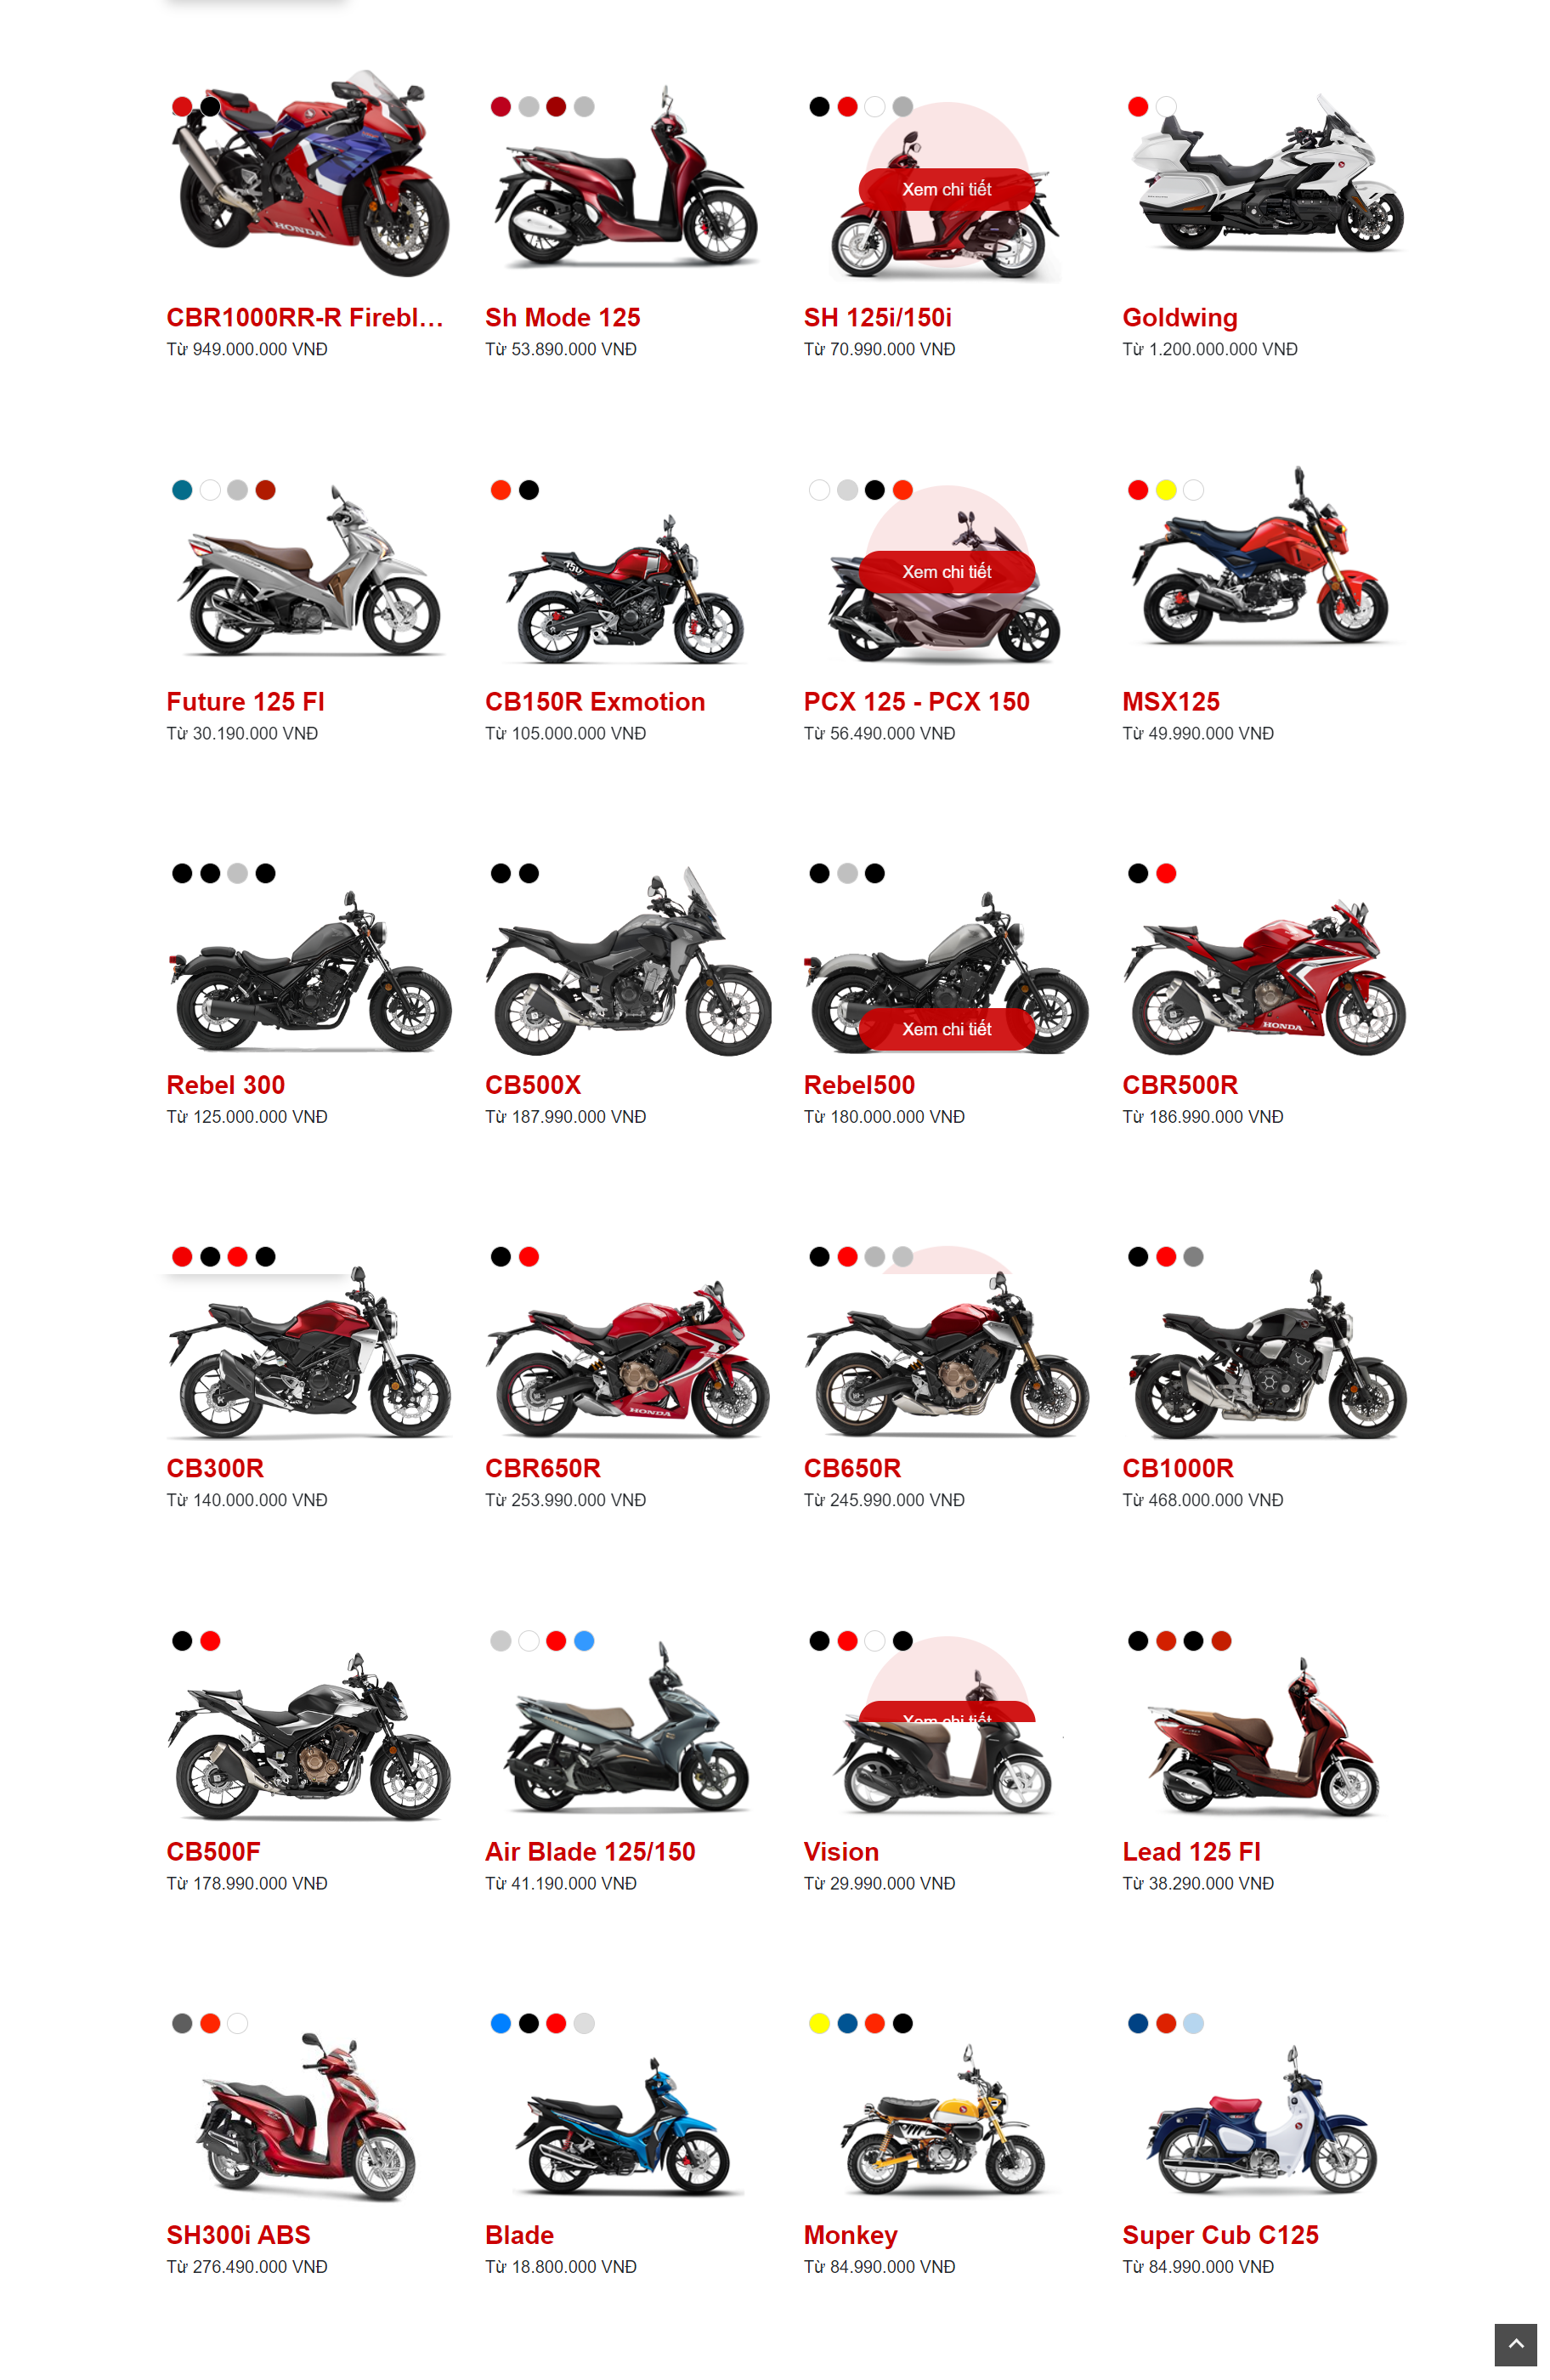 HONDA
Xem chi tiết
CBR1000RR-R Firebl...
Sh Mode 125
SH 125i/150i
Goldwing
Từ 949.000.000 VNĐ
Từ 53.890.000 VNĐ
Từ 70.990.000 VNĐ
Từ 1.200.000.000 VNĐ
Xem chi tiết
Future 125 FI
CB150R Exmotion
PCX 125 - PCX 150
MSX125
Từ 30.190.000 VNĐ
Từ 105.000.000 VNĐ
Từ 56.490.000 VNĐ
Từ 49.990.000 VNĐ
HONDA
Xem chi tiết
Rebel 300
CB500X
Rebel500
CBR500R
Từ 125.000.000 VNĐ
Từ 187.990.000 VNĐ
Từ 180.000.000 VNĐ
Từ 186.990.000 VNĐ
HONDA
CB300R
CBR650R
CB650R
CB1000R
Từ 140.000.000 VNĐ
Từ 253.990.000 VNĐ
Từ 245.990.000 VNĐ
Từ 468.000.000 VNĐ
Xem chi tiết
CB500F
Air Blade 125/150
Vision
Lead 125 FI
Từ 178.990.000 VNĐ
Từ 41.190.000 VNĐ
Từ 29.990.000 VNĐ
Từ 38.290.000 VNĐ
SH300i ABS
Blade
Monkey
Super Cub C125
Từ 276.490.000 VNĐ
Từ 18.800.000 VNĐ
Từ 84.990.000 VNĐ
Từ 84.990.000 VNĐ